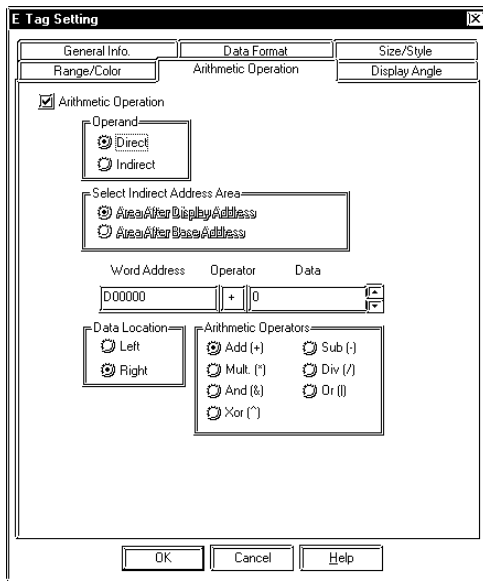 E Tag Setting
General Info. Data Format Size/Style
Range/Color Arithmetic Operation Display Angle
Arithmetic Operation
Operand
Direct
Indirect
Select Indirect Address Area
Area After Display Address
Area After Base Address
Word Address Operator Data
D00000 + 0
Data Location Arithmetic Operators
Left Add (+) Sub (-)
Right Mult. (*) Div (/)
And (&) Or (|)
Xor (^)
OK Cancel Help